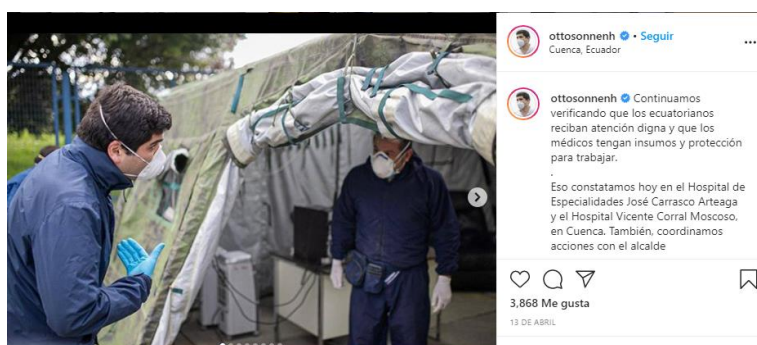 ottosonnenh • Seguir
Cuenca, Ecuador
ottosonnenh Continuamos
verificando que los ecuatorianos
reciban atención digna y que los
médicos tengan insumos y protección
para trabajar.
.
Eso constatamos hoy en el Hospital de
Especialidades José Carrasco Arteaga
y el Hospital Vicente Corral Moscoso,
en Cuenca. También, coordinamos
acciones con el alcalde
3,868 Me gusta
13 DE ABRIL